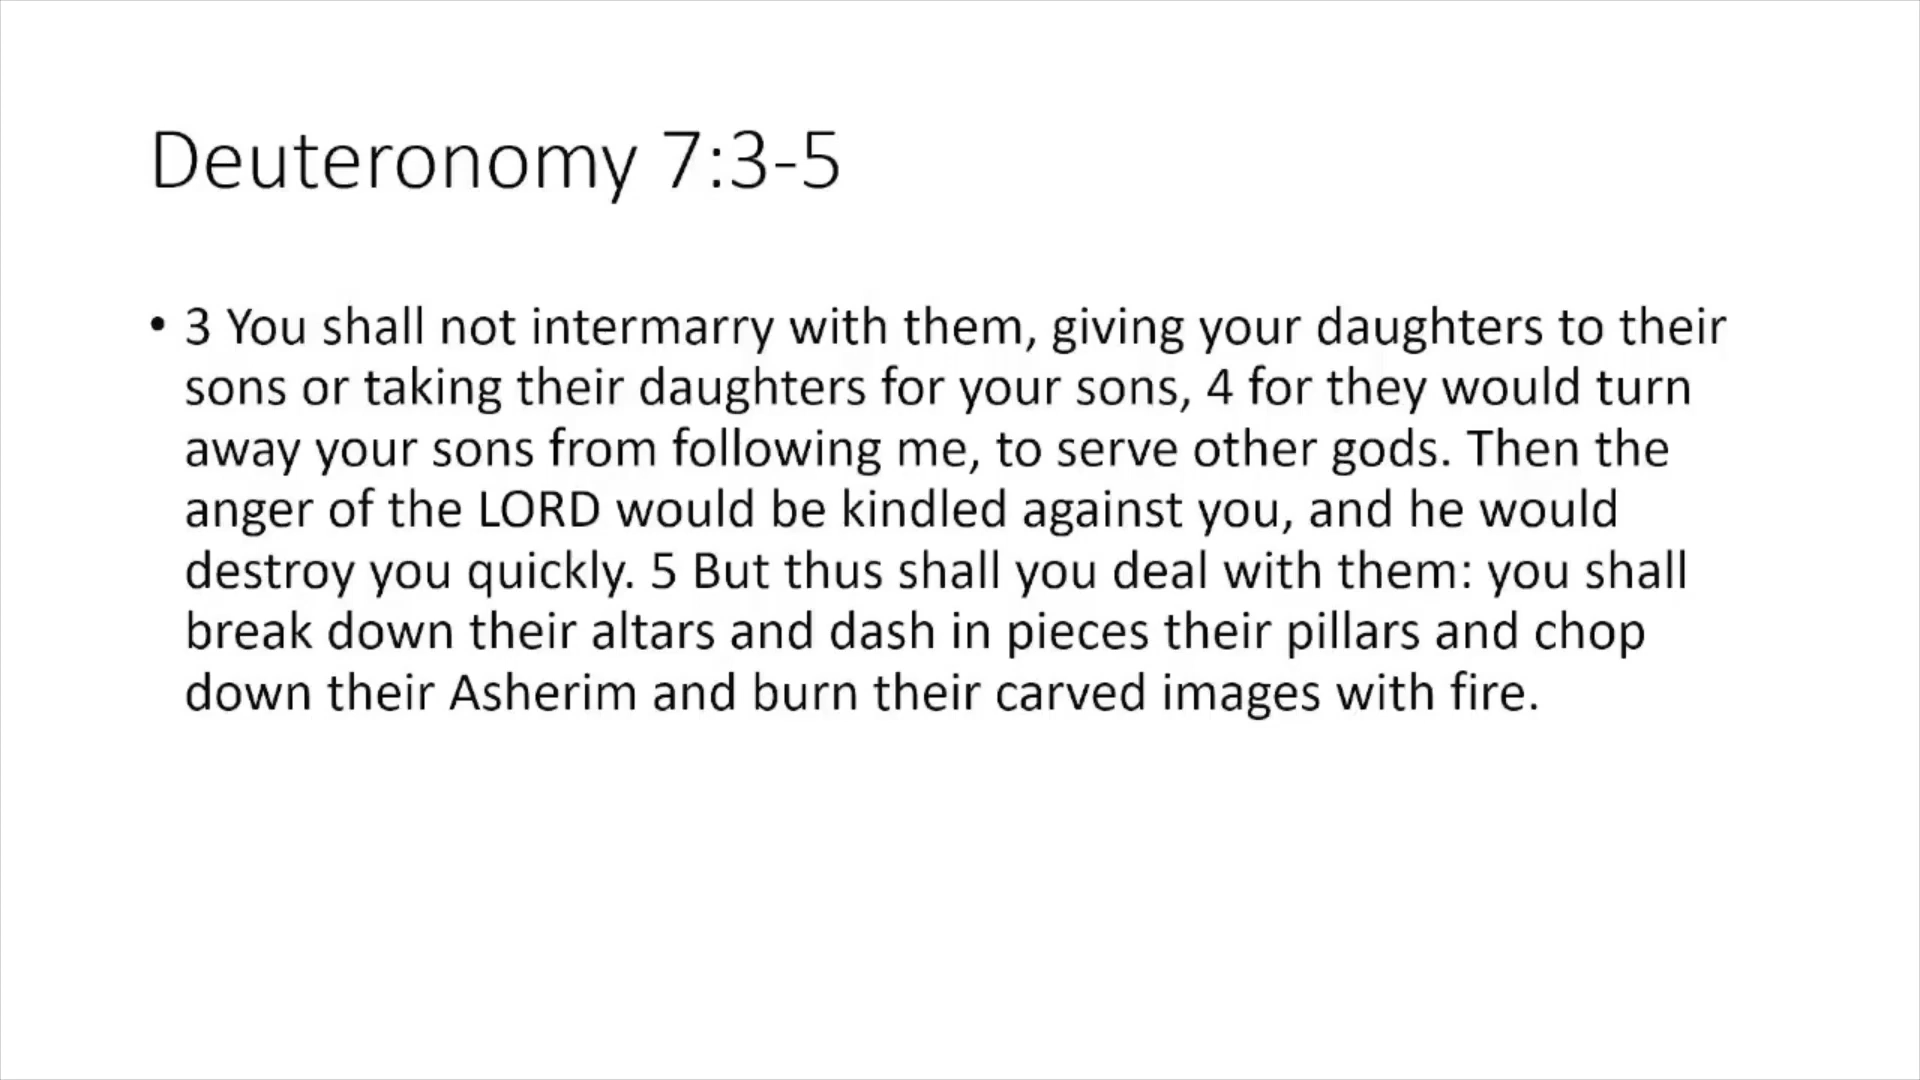 Deuteronomy 7:3-5
• 3 You shall not intermarry with them, giving your daughters to their
sons or taking their daughters for your sons, 4 for they would turn
away your sons from following me, to serve other gods. Then the
anger of the LORD would be kindled against you, and he would
destroy you quickly. 5 But thus shall you deal with them: you shall
break down their altars and dash in pieces their pillars and chop
down their Asherim and burn their carved images with fire.